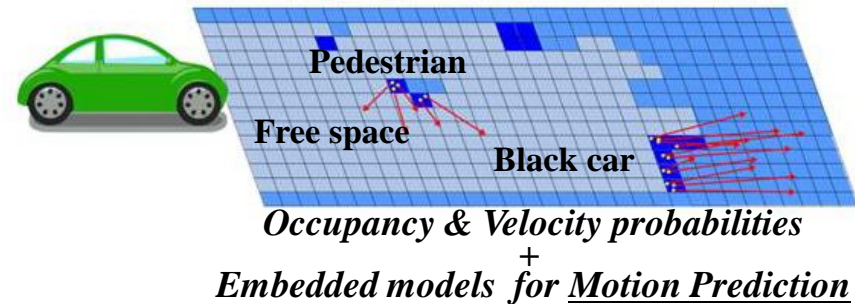 Pedestrian
Free space
Black car
Occupancy & Velocity probabilities
+
Embedded models for Motion Prediction